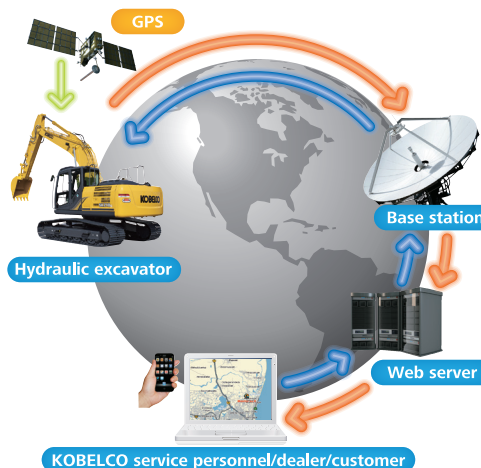 GPS
KOBELCO
Base station
Hydraulic excavator
Web server
KOBELCO service personnel/dealer/customer